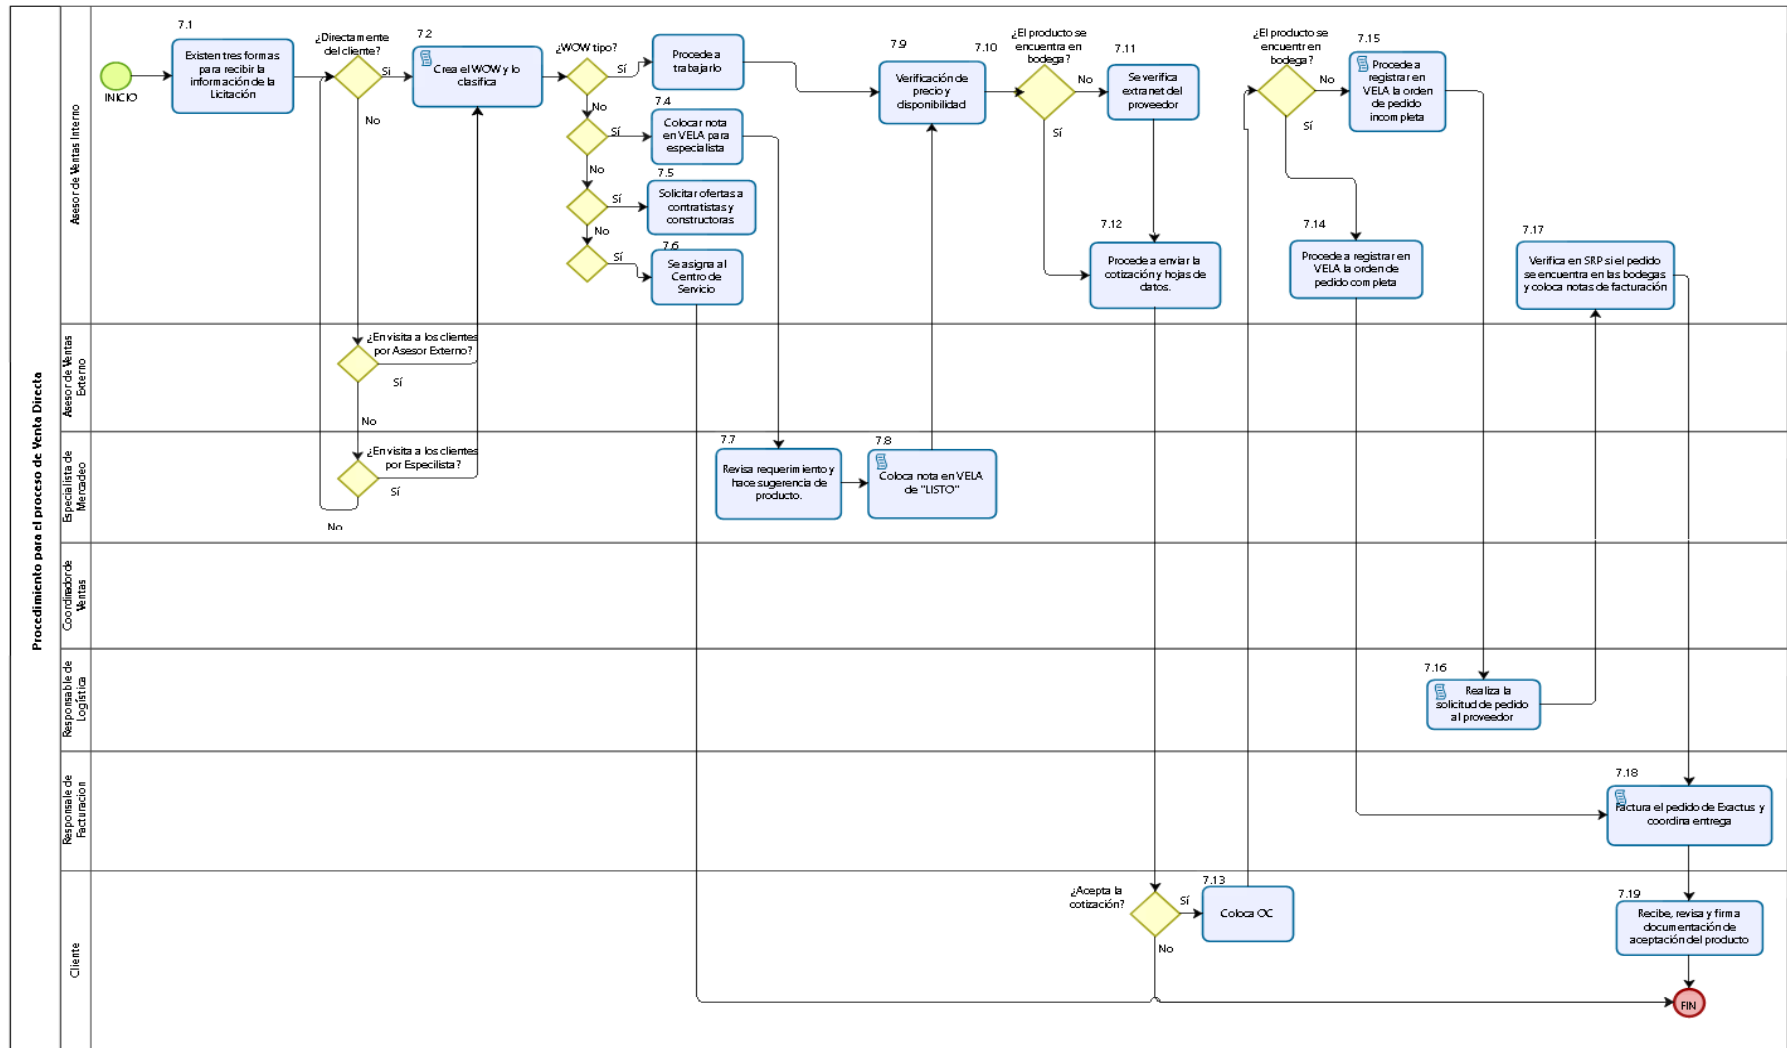 Procedimiento para el proceso de Venta Directa
Asesor de Ventas Interno
INICIO
7.1
Existen tres formas
para recibir la
información de la
Licitación
¿Directamente
del cliente?
Sí
No
7.2
Crea el WOW y lo
clasifica
¿WOW tipo?
Sí
No
Procede a
trabajarlo
Sí
No
7.4
Colocar nota
en VELA para
especialista
Sí
No
7.5
Solicitar ofertas a
contratistas y
constructoras
Sí
7.6
Se asigna al
Centro de
Servicio
7.9
Verificación de
precio y
disponibilidad
7.10
¿El producto se
encuentra en
bodega?
No
Sí
7.11
Se verifica
extranet del
proveedor
7.12
Procede a enviar la
cotización y hojas de
datos.
¿El producto se
encuentr en
bodega?
No
Sí
7.15
Procede a
registrar en
VELA la orden
de pedido
incompleta
7.14
Procede a registrar en
VELA la orden de
pedido completa
7.17
Verifica en SRP si el pedido
se encuentra en las bodegas
y coloca notas de facturación
Asesor de Ventas
Externo
¿En visita a los clientes
por Asesor Externo?
Sí
No
Especialista de
Mercadeo
¿En visita a los clientes
por Especilista?
Sí
No
7.7
Revisa requerimiento y
hace sugerencia de
producto.
7.8
Coloca nota en VELA
de "LISTO"
Coordinador de
Ventas
Responsable de
Logística
7.16
Realiza la
solicitud de pedido
al proveedor
Responsale de
Facturacion
7.18
Factura el pedido de Exactus y
coordina entrega
Cliente
¿Acepta la
cotización?
Sí
No
7.13
Coloca OC
7.19
Recibe, revisa y firma
documentación de
aceptación del producto
FIN